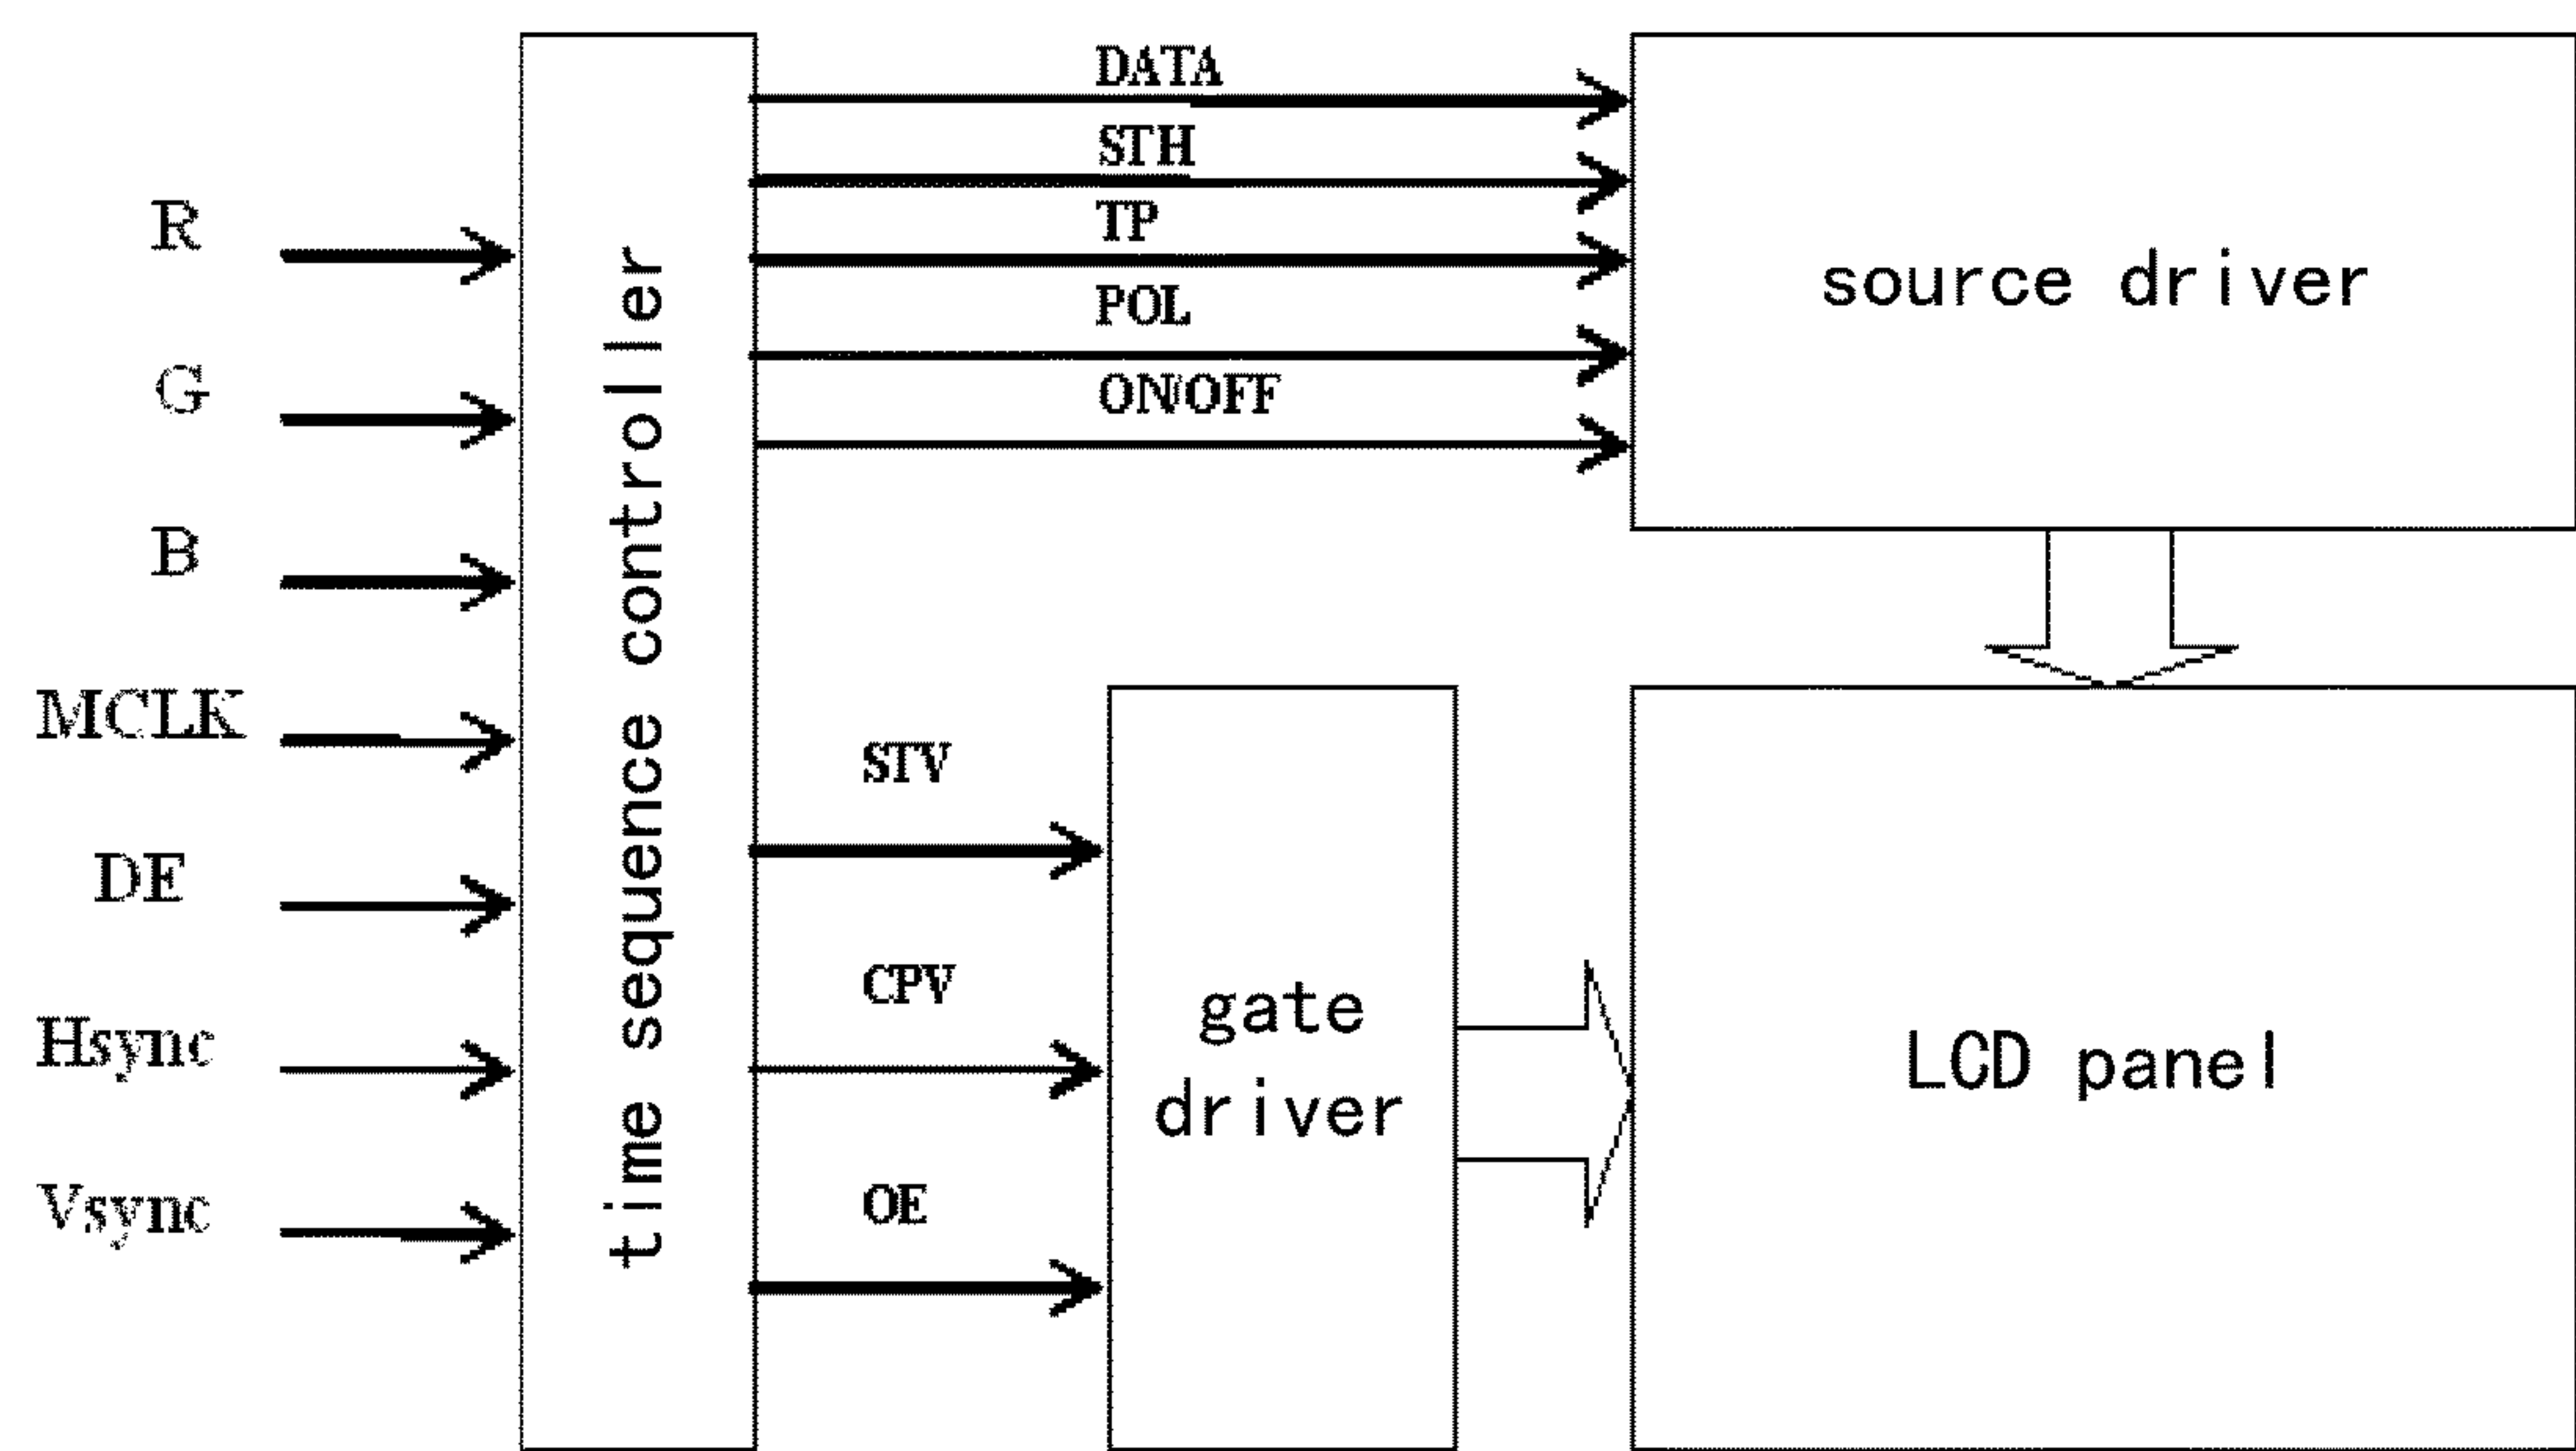 R
G
B
MCLK
DE
Hsync
Vsync
time sequence controller
DATA
STH
TP
POL
ON/OFF
STV
CPV
OE
source driver
gate
driver
LCD panel